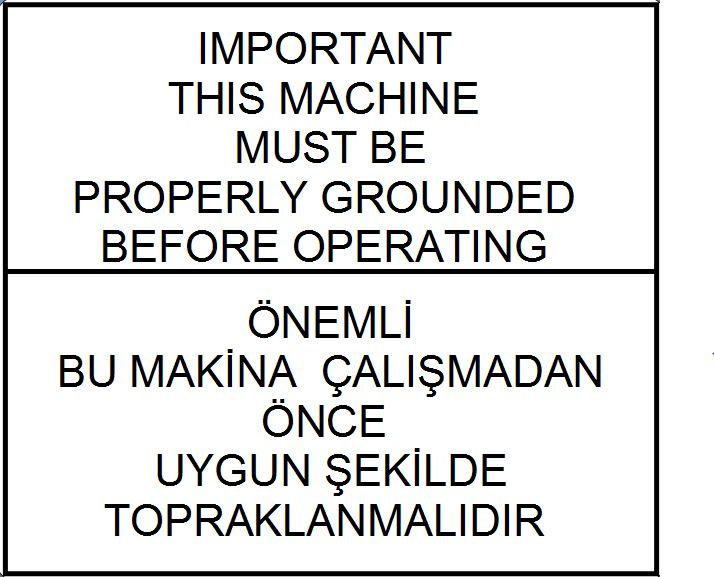 IMPORTANT
THIS MACHINE
MUST BE
PROPERLY GROUNDED
BEFORE OPERATING
ÖNEMLİ
BU MAKİNA  ÇALIŞMADAN
ÖNCE
UYGUN ŞEKİLDE
TOPRAKLANMALIDIR